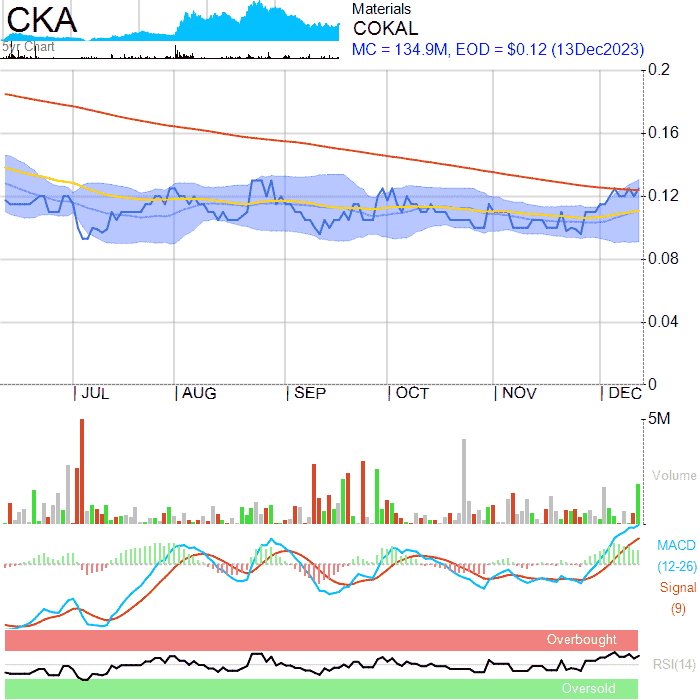 CKA
5yr Chart
Materials
COKAL
MC = 134.9M, EOD = $0.12 (13Dec2023)
0.2
0.16
0.12
0.08
0.04
0
JUL AUG SEP OCT NOV DEC
5M
Volume
MACD
(12-26)
Signal
(9)
Overbought
RSI(14)
Oversold